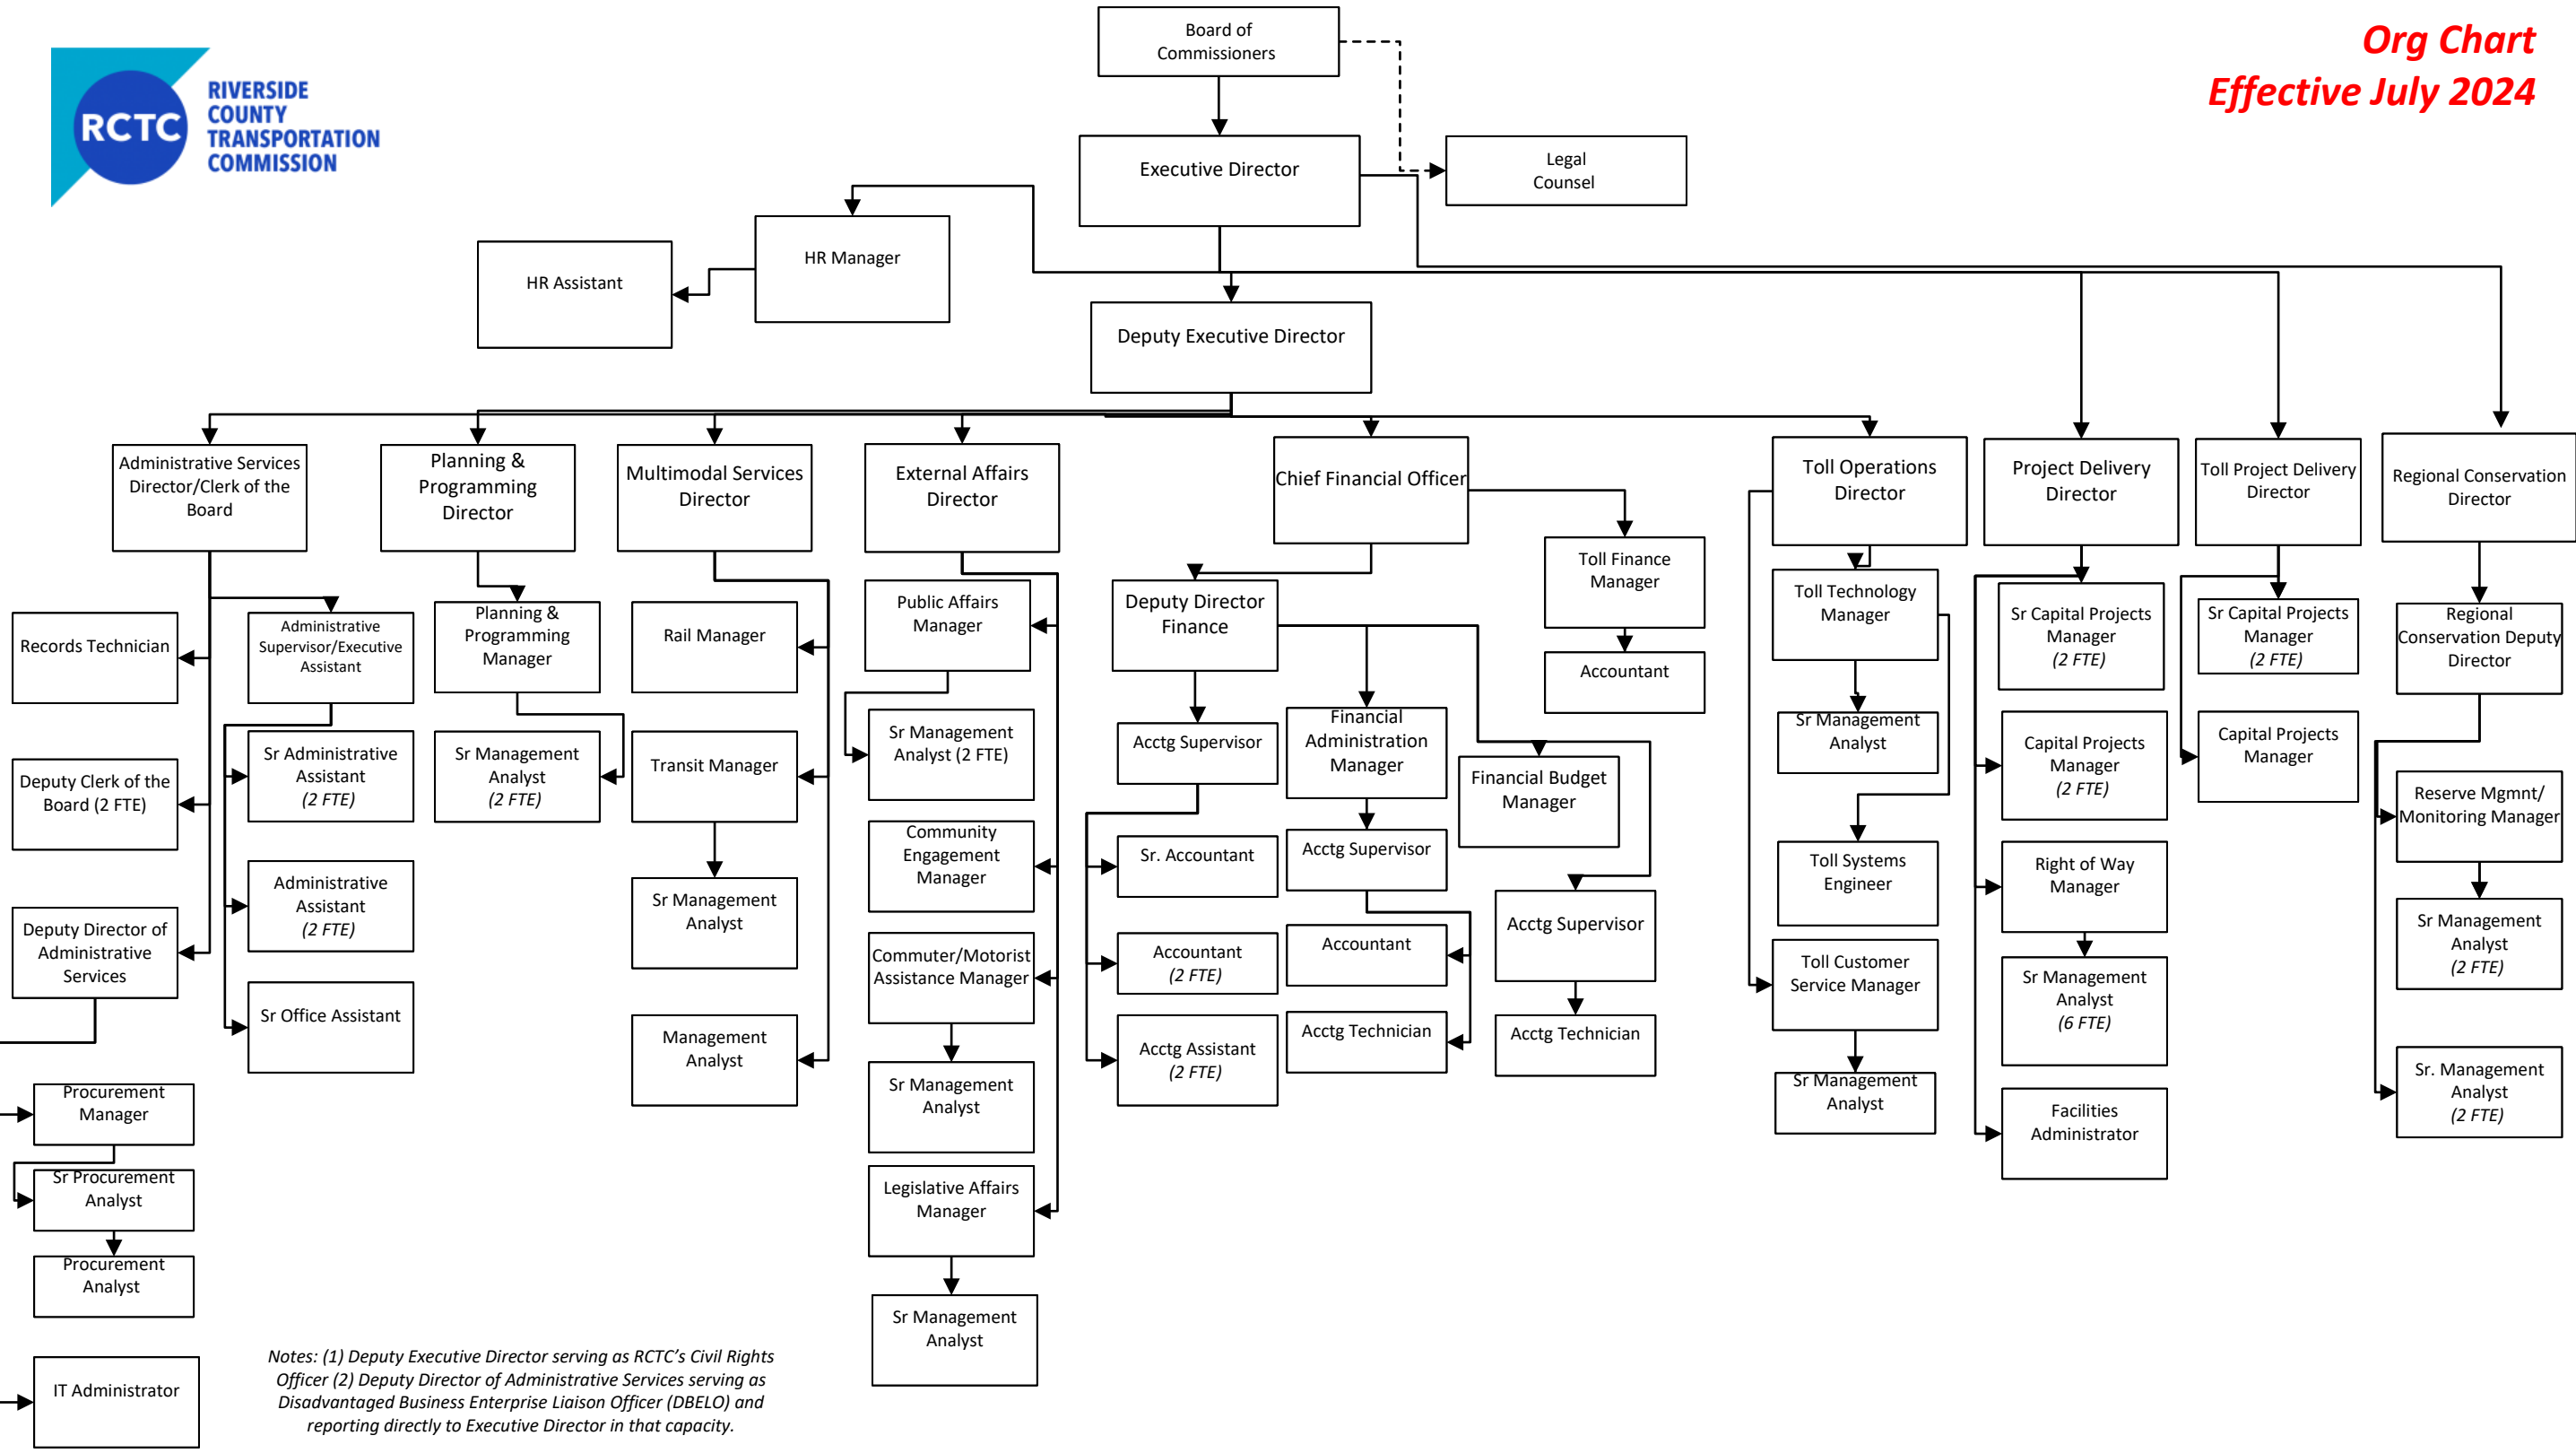 Org Chart
Effective July 2024
RCTC
RIVERSIDE
COUNTY
TRANSPORTATION
COMMISSION
Board of
Commissioners
Executive Director
Legal
Counsel
HR Manager
HR Assistant
Deputy Executive Director
Administrative Services
Director/Clerk of the
Board
Planning &
Programming
Director
Multimodal Services
Director
External Affairs
Director
Chief Financial Officer
Toll Operations
Director
Project Delivery
Director
Toll Project Delivery
Director
Regional Conservation
Director
Records Technician
Deputy Clerk of the
Board (2 FTE)
Deputy Director of
Administrative
Services
Procurement
Manager
Sr Procurement
Analyst
Procurement
Analyst
IT Administrator
Administrative
Supervisor/Executive
Assistant
Sr Administrative
Assistant
(2 FTE)
Administrative
Assistant
(2 FTE)
Sr Office Assistant
Planning &
Programming
Manager
Sr Management
Analyst
(2 FTE)
Rail Manager
Transit Manager
Sr Management
Analyst
Management
Analyst
Public Affairs
Manager
Sr Management
Analyst (2 FTE)
Community
Engagement
Manager
Commuter/Motorist
Assistance Manager
Sr Management
Analyst
Legislative Affairs
Manager
Sr Management
Analyst
Deputy Director
Finance
Toll Finance
Manager
Accountant
Acctg Supervisor
Sr. Accountant
Accountant
(2 FTE)
Acctg Assistant
(2 FTE)
Financial
Administration
Manager
Acctg Supervisor
Accountant
Acctg Technician
Financial Budget
Manager
Acctg Supervisor
Acctg Technician
Toll Technology
Manager
Sr Management
Analyst
Toll Systems
Engineer
Toll Customer
Service Manager
Sr Management
Analyst
Sr Capital Projects
Manager
(2 FTE)
Capital Projects
Manager
(2 FTE)
Right of Way
Manager
Sr Management
Analyst
(6 FTE)
Facilities
Administrator
Sr Capital Projects
Manager
(2 FTE)
Capital Projects
Manager
Regional
Conservation Deputy
Director
Reserve Mgmnt/
Monitoring Manager
Sr Management
Analyst
(2 FTE)
Sr. Management
Analyst
(2 FTE)
Notes: (1) Deputy Executive Director serving as RCTC’s Civil Rights
Officer (2) Deputy Director of Administrative Services serving as
Disadvantaged Business Enterprise Liaison Officer (DBELO) and
reporting directly to Executive Director in that capacity.